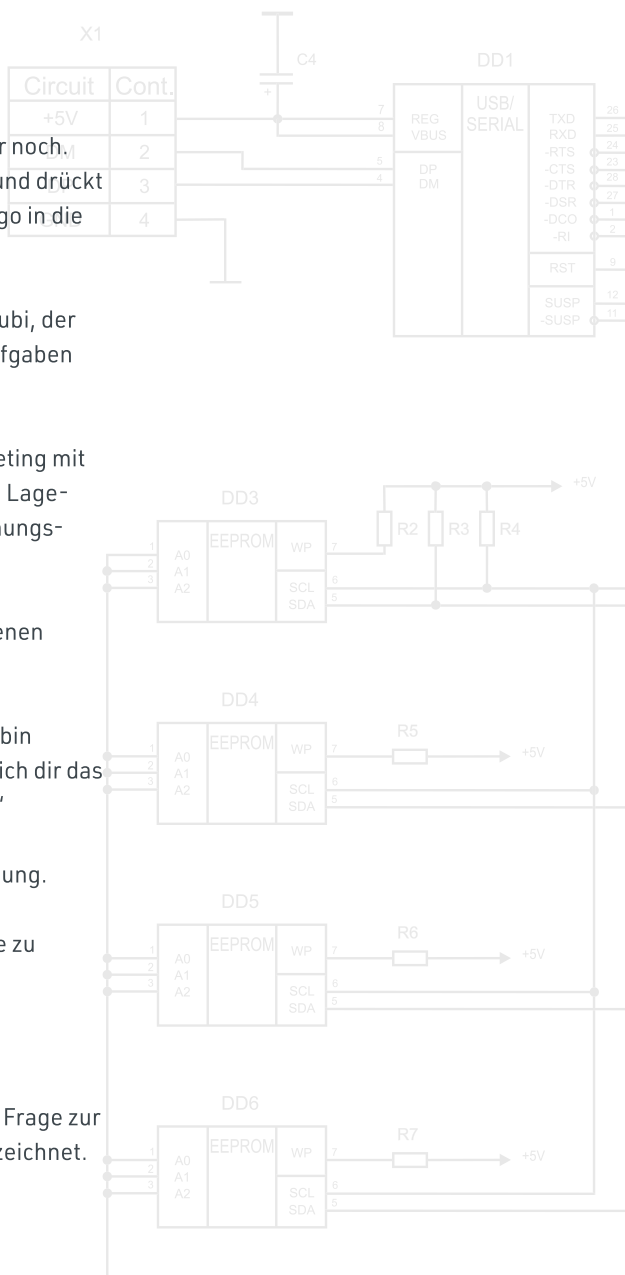 X1
Circuit Cont.
+5V 1
DM 2
3
GND 4
C4
+
DD1
USB/
SERIAL
7 REG
8 VBUS
5 DP
4 DM
TXD 26
RXD 25
-RTS 24
-CTS 23
-DTR 28
-DSR 27
-DCO 1
-RI 2
RST 9
SUSP 12
-SUSP 11
r noch.
und drückt
go in die
ubi, der
ufgaben
eting mit
Lage-
nungs-
enen
bin
ich dir das
“
ung.
e zu
Frage zur
zeichnet.
DD3
EEPROM
1 A0
2 A1
3 A2
WP 7
SCL 6
SDA 5
R2 R3 R4
+5V
DD4
EEPROM
1 A0
2 A1
3 A2
WP 7
SCL 6
SDA 5
R5
+5V
DD5
EEPROM
1 A0
2 A1
3 A2
WP 7
SCL 6
SDA 5
R6
+5V
DD6
EEPROM
1 A0
2 A1
3 A2
WP 7
SCL 6
SDA 5
R7
+5V